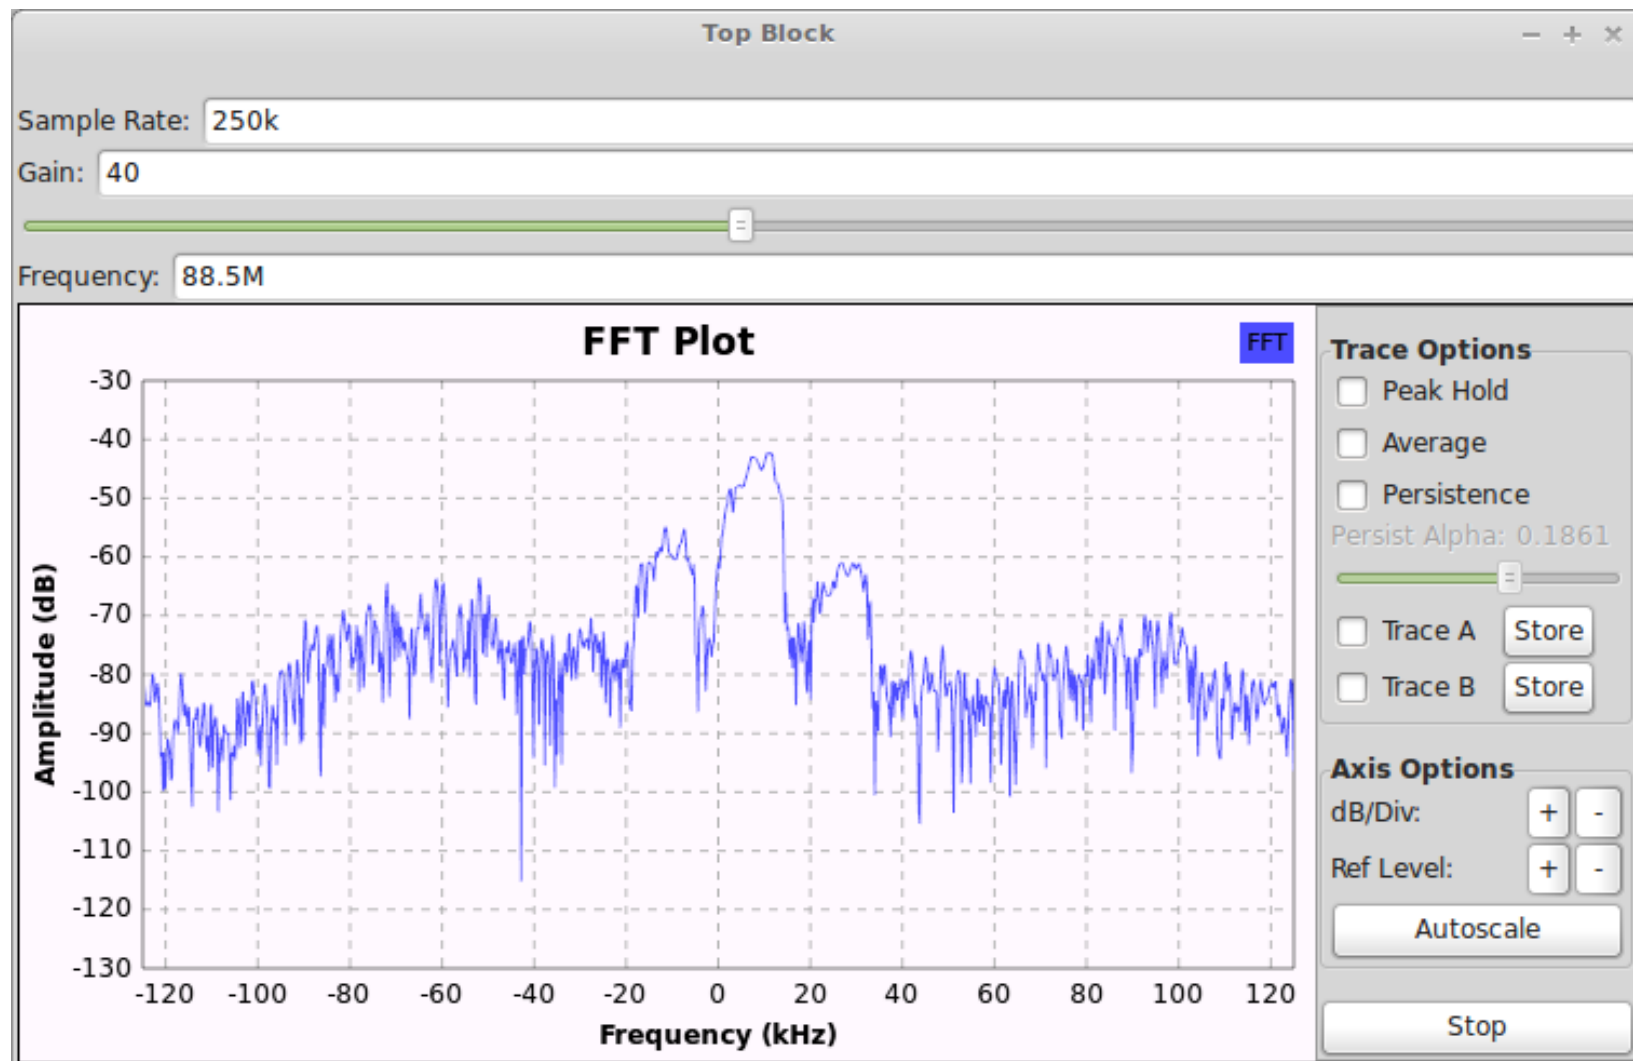 Top Block
Sample Rate: 250k
Gain: 40
Frequency: 88.5M
FFT Plot
FFT
-30
-40
-50
-60
-70
-80
-90
-100
-110
-120
-130
Amplitude (dB)
-120 -100 -80 -60 -40 -20 0 20 40 60 80 100 120
Frequency (kHz)
Trace Options
Peak Hold
Average
Persistence
Persist Alpha: 0.1861
Trace A Store
Trace B Store
Axis Options
dB/Div: + -
Ref Level: + -
Autoscale
Stop